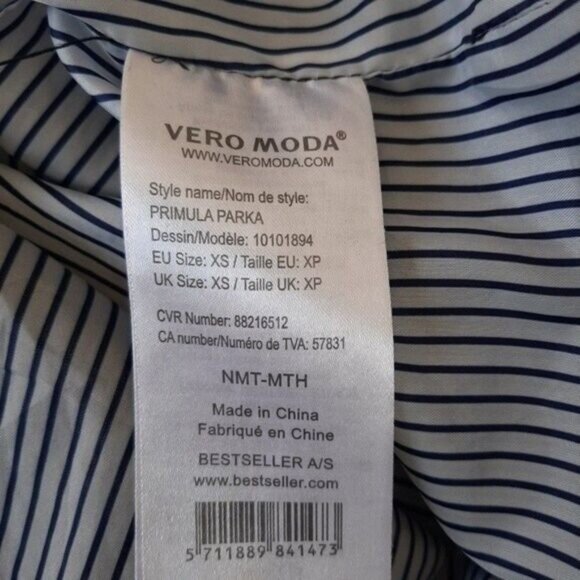 VERO MODA®
WWW.VEROMODA.COM
Style name/Nom de style:
PRIMULA PARKA
Dessin/Modèle: 10101894
EU Size: XS / Taille EU: XP
UK Size: XS / Taille UK: XP
CVR Number: 88216512
CA number/Numéro de TVA: 57831
NMT-MTH
Made in China
Fabriqué en Chine
BESTSELLER A/S
www.bestseller.com
5 711889 841473